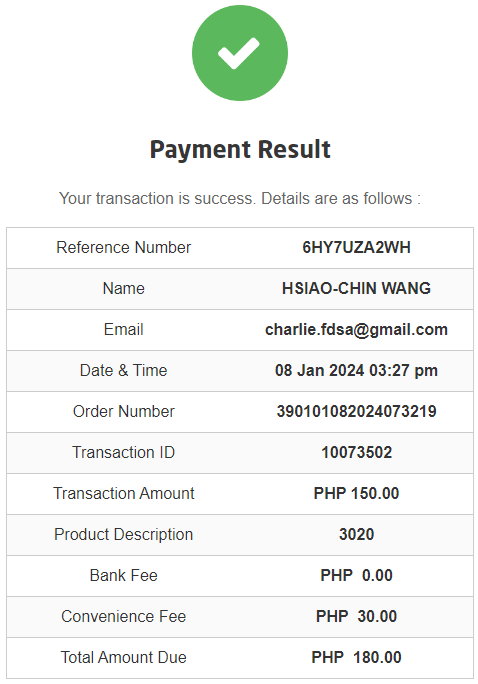 Payment Result
Your transaction is success. Details are as follows :
Reference Number 6HY7UZA2WH
Name HSIAO-CHIN WANG
Email charlie.fdsa@gmail.com
Date & Time 08 Jan 2024 03:27 pm
Order Number 390101082024073219
Transaction ID 10073502
Transaction Amount PHP 150.00
Product Description 3020
Bank Fee PHP 0.00
Convenience Fee PHP 30.00
Total Amount Due PHP 180.00